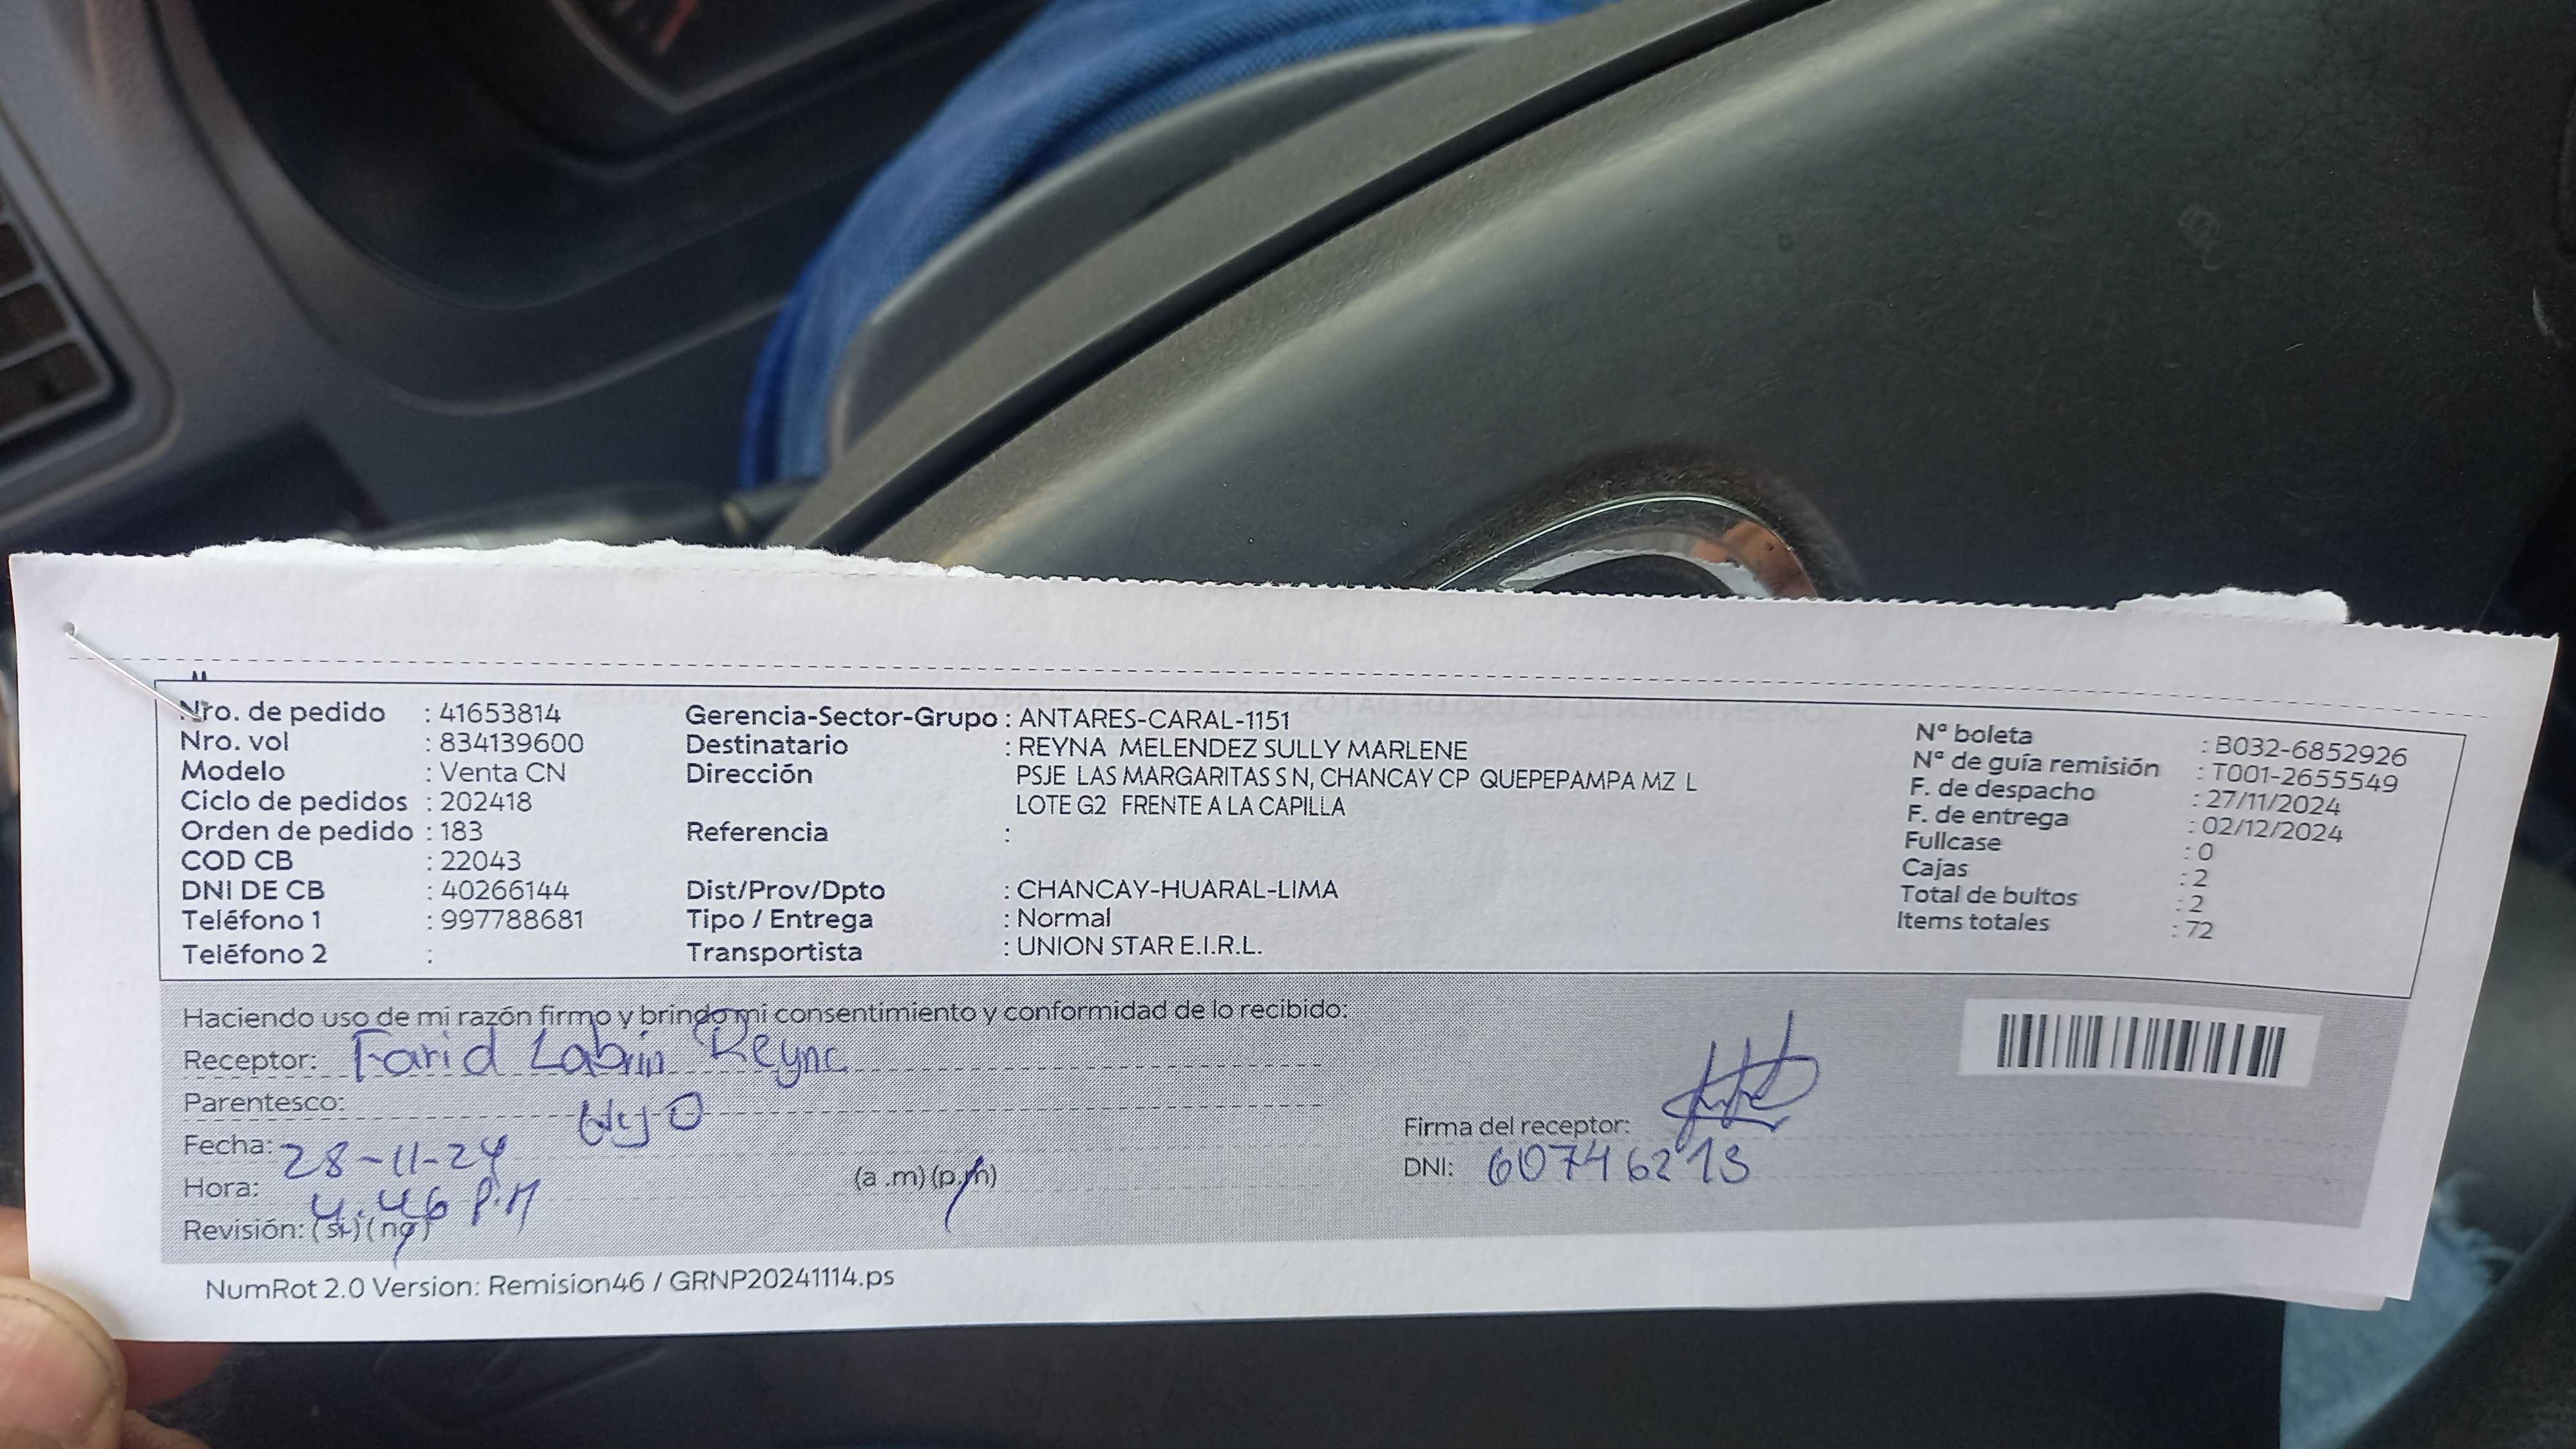 Nro. de pedido : 41653814
Nro. vol : 834139600
Modelo : Venta CN
Ciclo de pedidos : 202418
Orden de pedido : 183
COD CB : 22043
DNI DE CB : 40266144
Teléfono 1 : 997788681
Teléfono 2 :
Gerencia-Sector-Grupo : ANTARES-CARAL-1151
Destinatario : REYNA MELENDEZ SULLY MARLENE
Dirección PSJE LAS MARGARITAS S N, CHANCAY CP QUEPEPAMPA MZ L
LOTE G2 FRENTE A LA CAPILLA
Referencia :
Dist/Prov/Dpto : CHANCAY-HUARAL-LIMA
Tipo / Entrega : Normal
Transportista : UNION STAR E.I.R.L.
Nº boleta : B032-6852926
Nº de guía remisión : T001-2655549
F. de despacho : 27/11/2024
F. de entrega : 02/12/2024
Fullcase : 0
Cajas : 2
Total de bultos : 2
Items totales : 72
Haciendo uso de mi razón firmo y brindo mi consentimiento y conformidad de lo recibido:
Receptor: Farid Reyna
Parentesco: Hijo
Fecha: 28-11-24
Hora: 4:46 P.M (a .m) (p.m)
Revisión: (si) (no)
Firma del receptor:
DNI: 60746213
NumRot 2.0 Version: Remision46 / GRNP20241114.ps